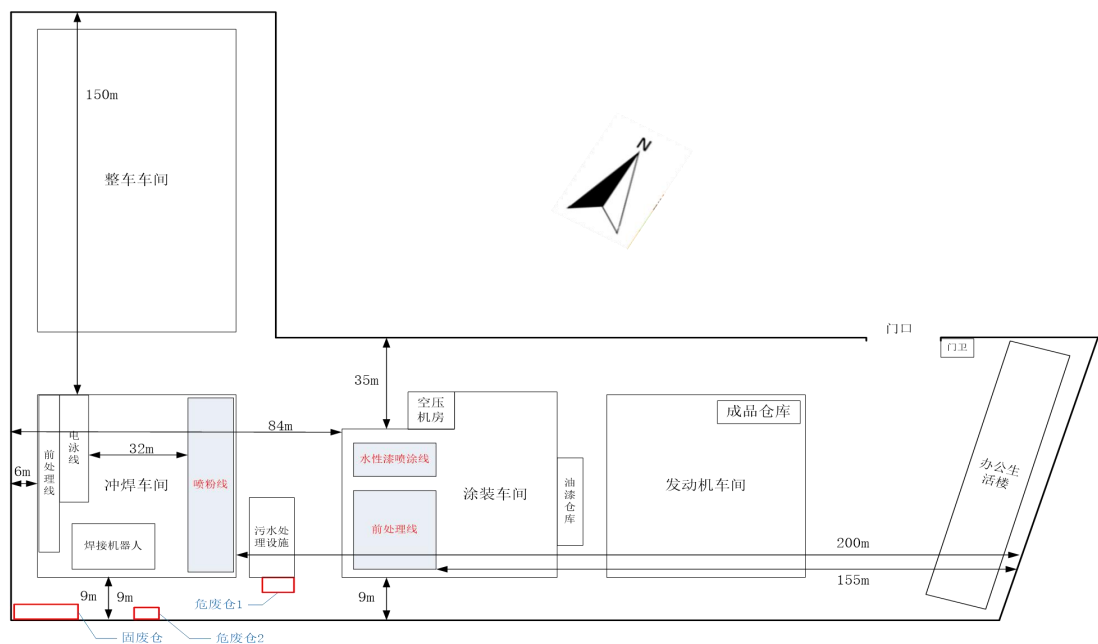 150m
整车车间
N
门口
门卫
35m
空压
机房
成品仓库
84m
电泳线
32m
水性漆喷涂线
6m
前处理线
冲焊车间
喷粉线
涂装车间
油漆仓库
发动机车间
办公生
活楼
污水处
理设施
前处理线
焊接机器人
200m
155m
9m
9m
9m
危废仓1
固废仓
危废仓2